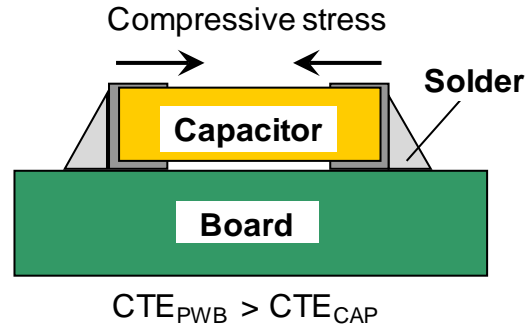 Compressive stress
Solder
Capacitor
Board
CTE_PWB > CTE_CAP